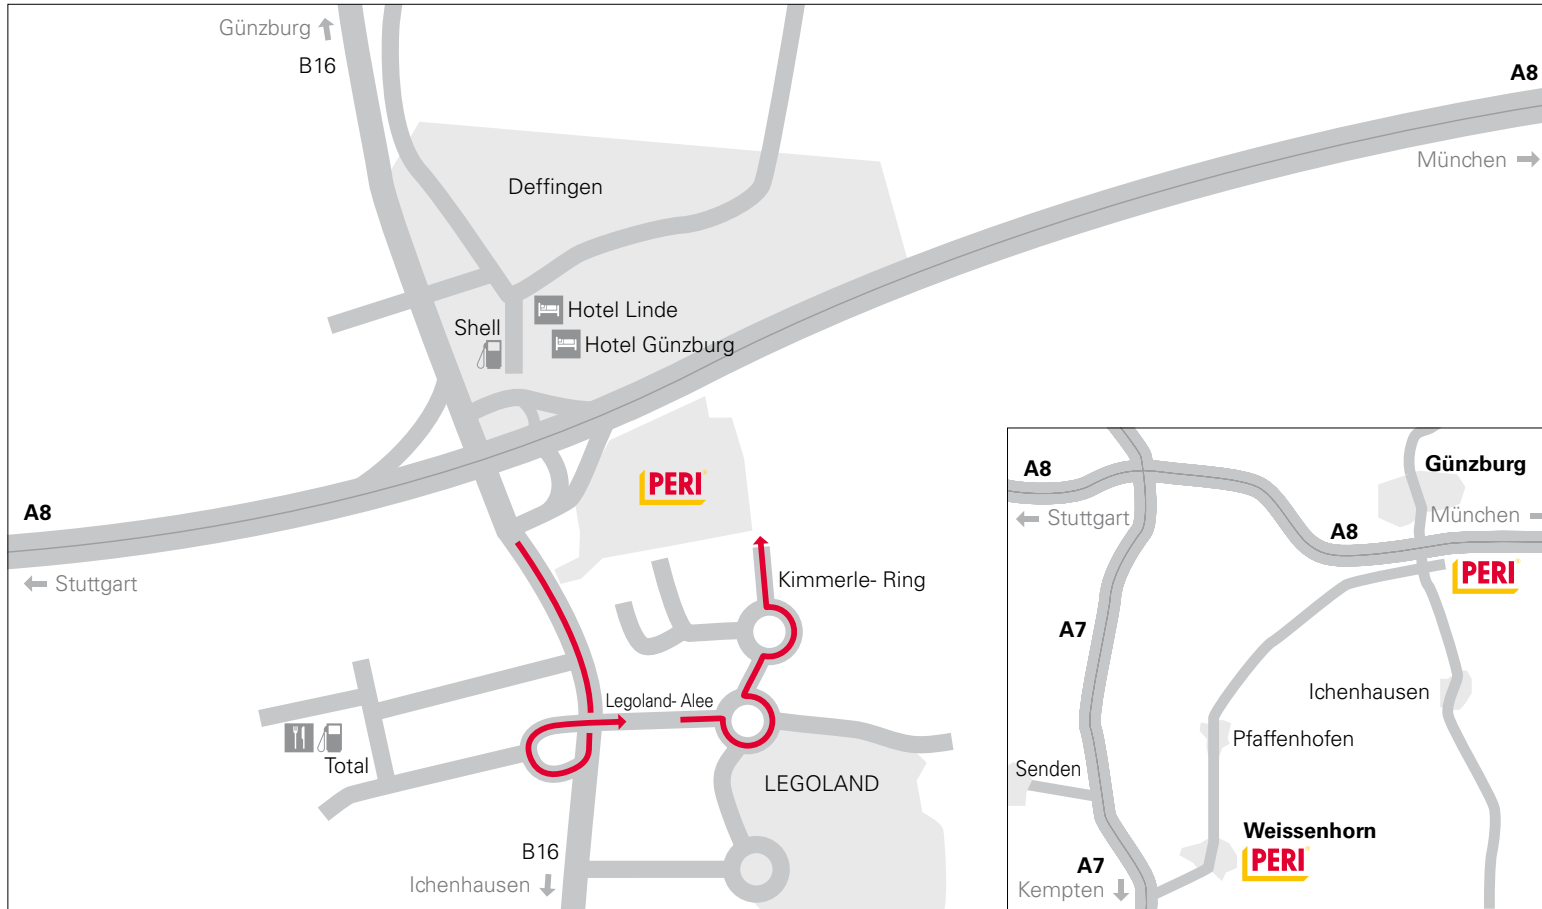 Günzburg
B16
A8
München
Deffingen
Hotel Linde
Shell
Hotel Günzburg
PERI
A8
Stuttgart
Kimmerle- Ring
Legoland- Alee
Total
LEGOLAND
B16
Ichenhausen
A8
Günzburg
Stuttgart
München
A8
PERI
A7
Ichenhausen
Pfaffenhofen
Senden
Weissenhorn
PERI
A7
Kempten